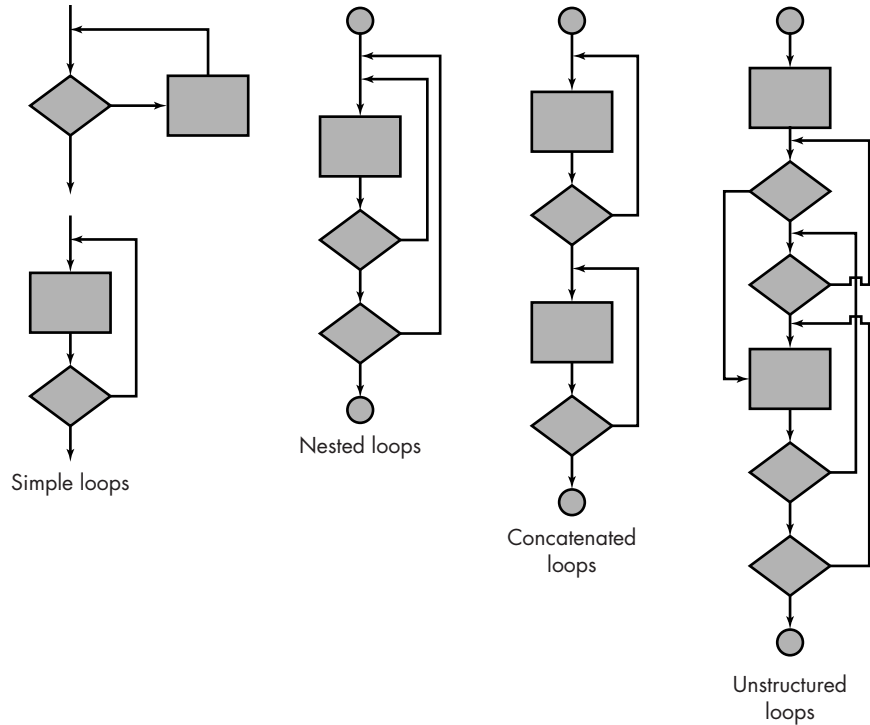 Simple loops
Nested loops
Concatenated
loops
Unstructured
loops